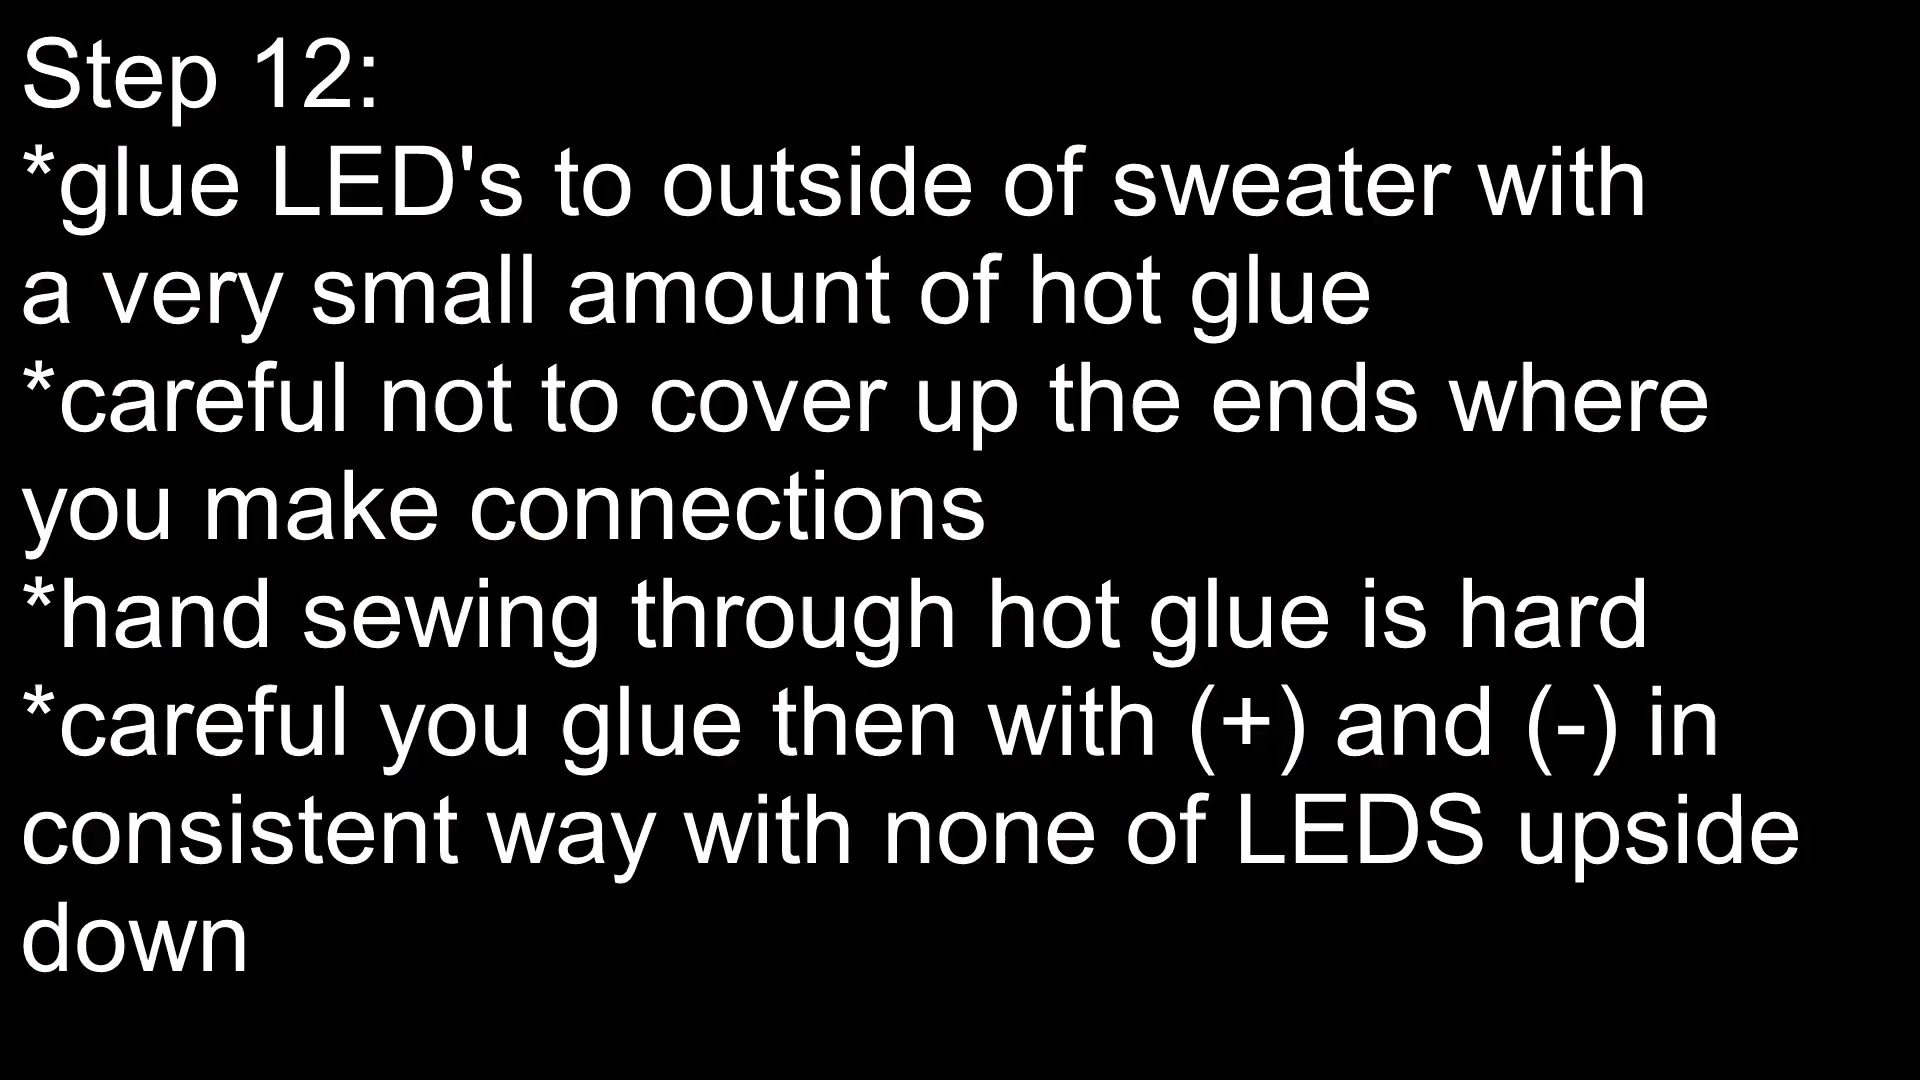 Step 12:
*glue LED's to outside of sweater with
a very small amount of hot glue
*careful not to cover up the ends where
you make connections
*hand sewing through hot glue is hard
*careful you glue then with (+) and (-) in
consistent way with none of LEDS upside
down